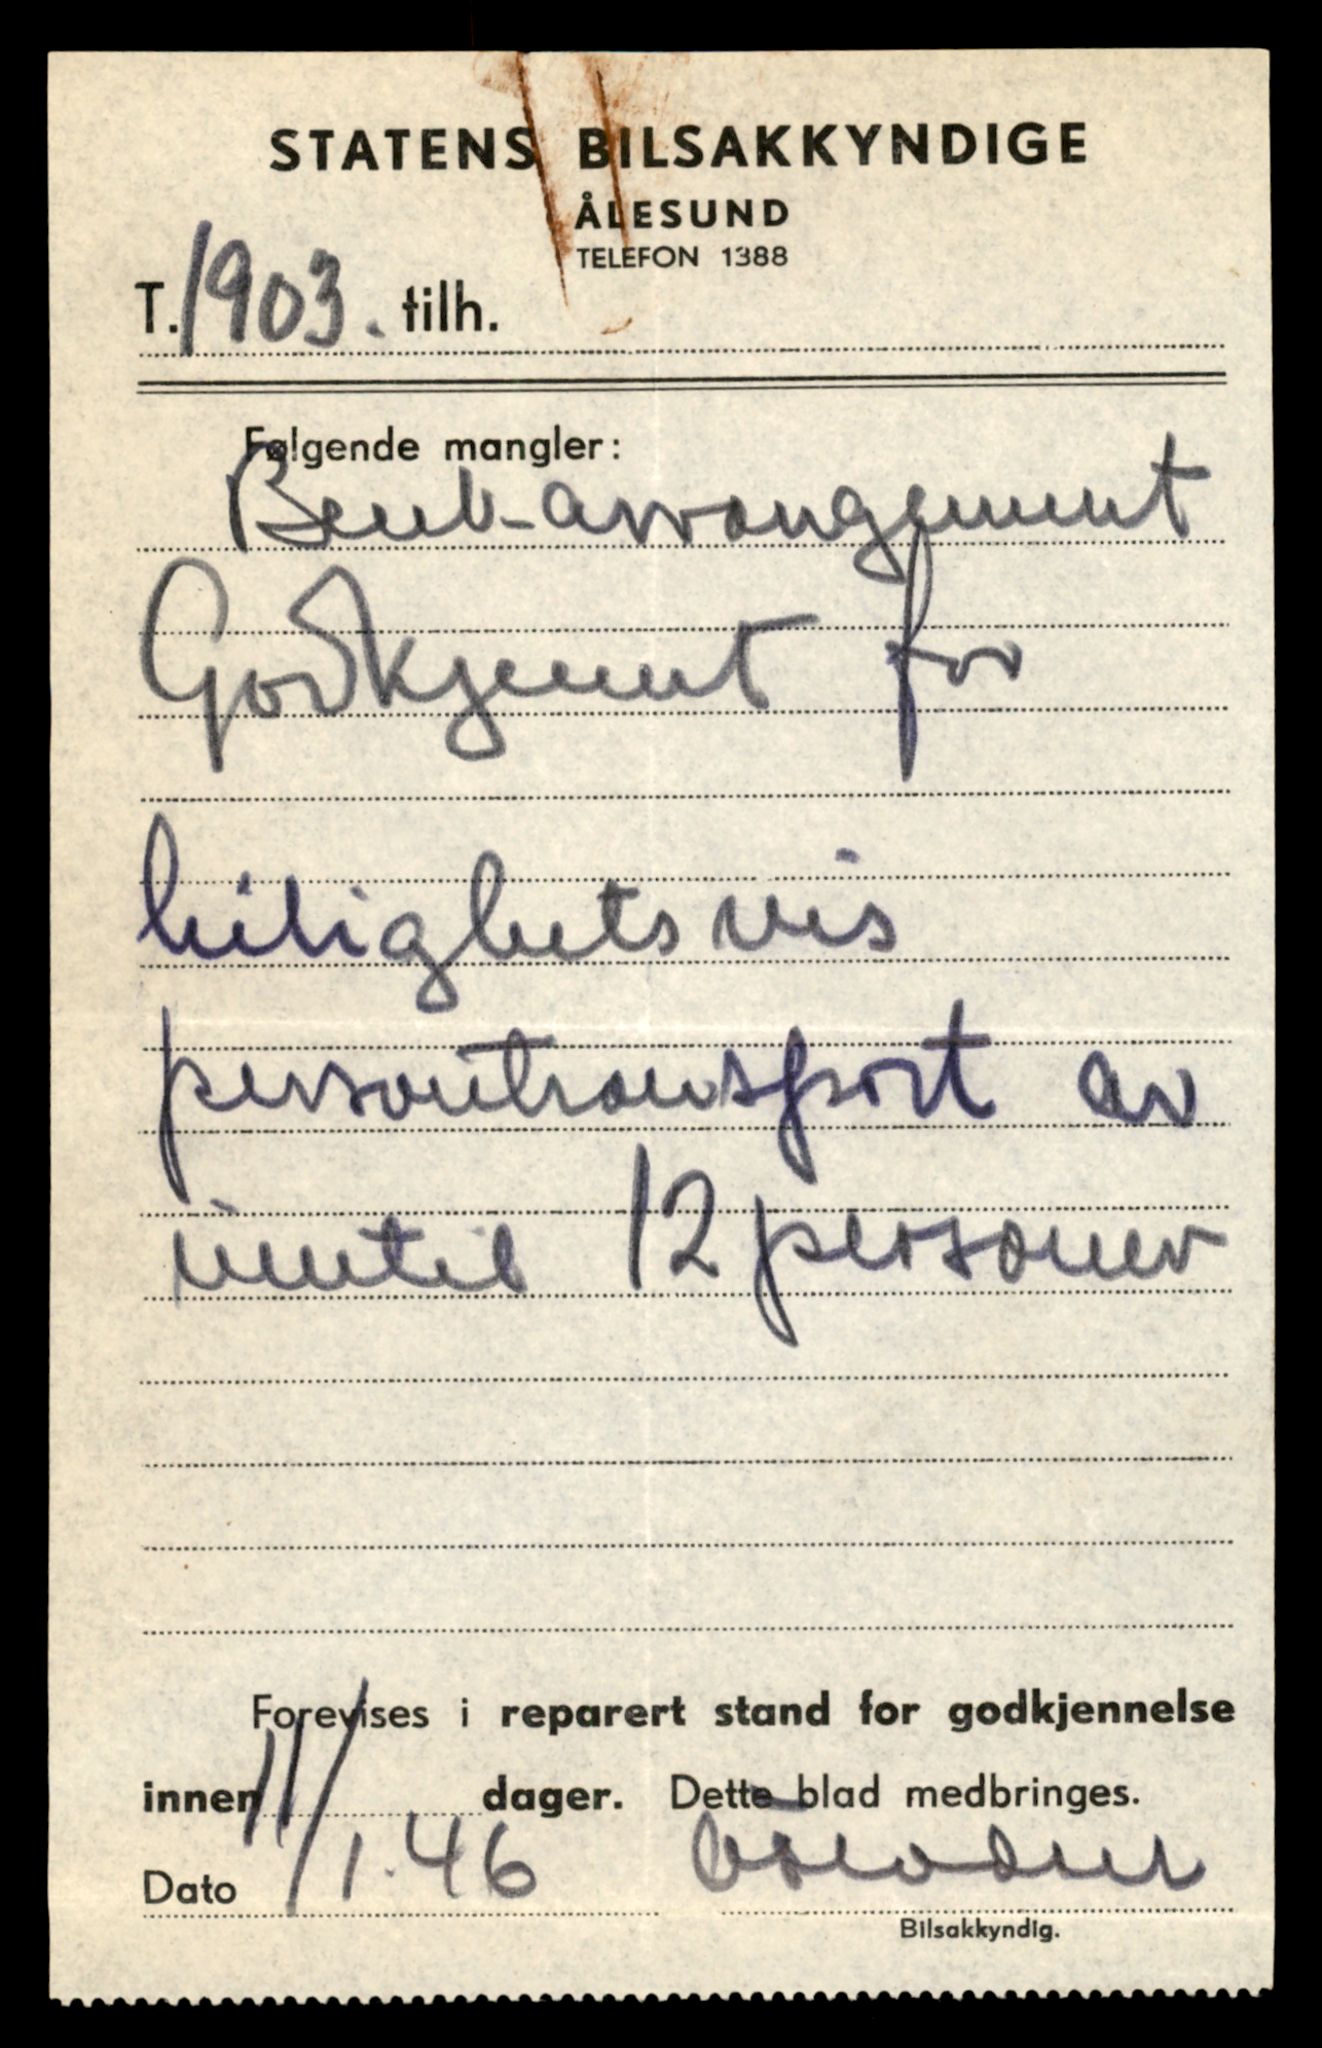 STATENS BILSAKKYNDIGE
ÅLESUND
TELEFON 1388
T. 1903. tilh.
Følgende mangler:
Benk-arrangement
Godkjennt for
leilighetsvis
persontransport av
inntil 12 personer
Forevises i reparert stand for godkjennelse
innen dager. Dette blad medbringes.
Dato 11/1.46
Bilsakkyndig.